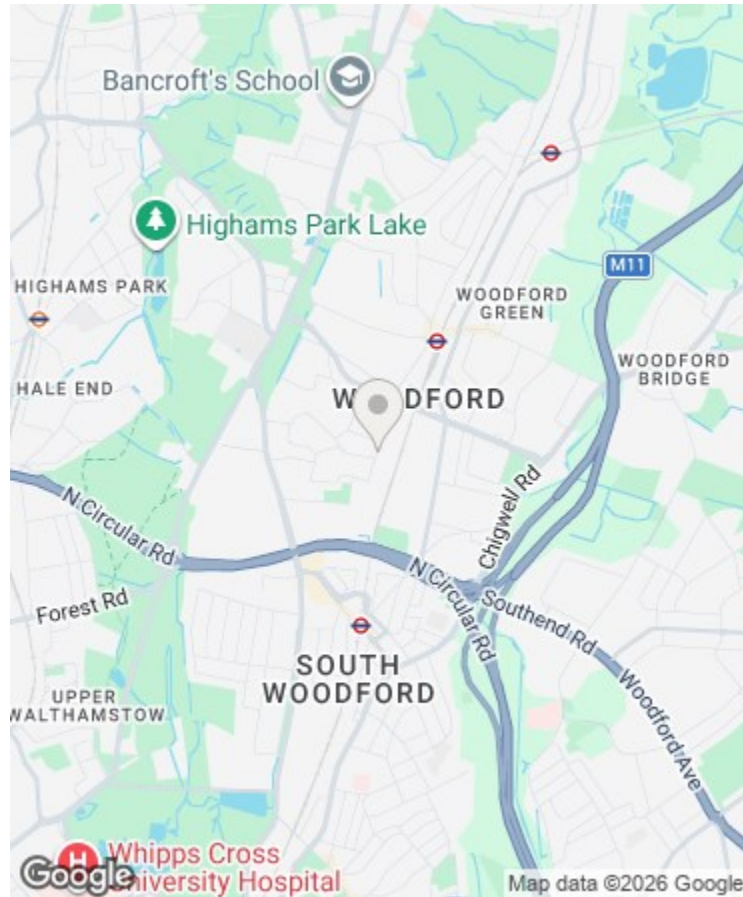 Bancroft's School
Highams Park Lake
M11
HIGHAMS PARK
WOODFORD
GREEN
WOODFORD
BRIDGE
HALE END
W DFORD
Chigwell Rd
N Circular Rd
N Circular Rd
Southend Rd
Forest Rd
Woodford Ave
SOUTH
WOODFORD
UPPER
WALTHAMSTOW
H
Whipps Cross
University Hospital
Google
Map data ©2026 Google